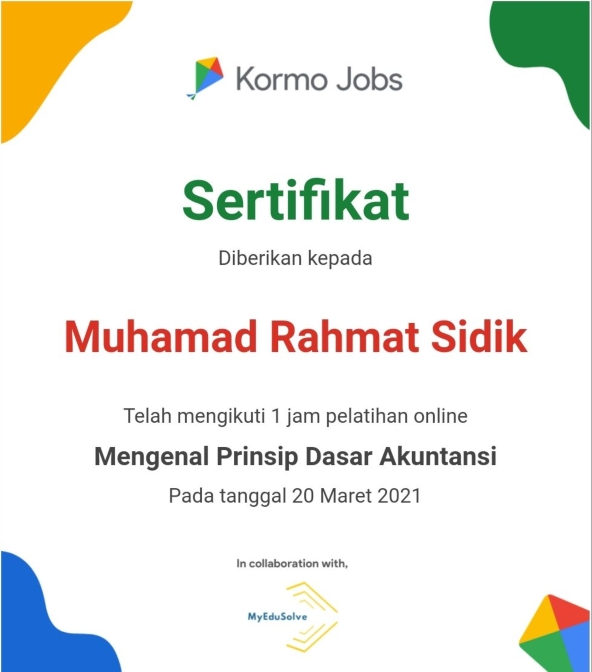 Kormo Jobs
Sertifikat
Diberikan kepada
Muhamad Rahmat Sidik
Telah mengikuti 1 jam pelatihan online
Mengenal Prinsip Dasar Akuntansi
Pada tanggal 20 Maret 2021
In collaboration with,
MyEduSolve